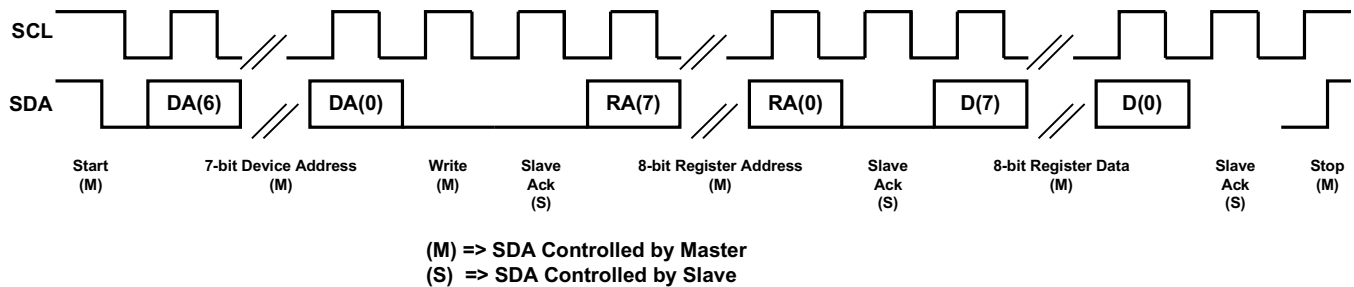 SCL
SDA DA(6) DA(0) RA(7) RA(0) D(7) D(0)
Start 7-bit Device Address Write Slave 8-bit Register Address Slave 8-bit Register Data Slave Stop
(M) (M) (M) Ack (M) Ack (M) Ack (M)
(S) (S) (S)
(M) => SDA Controlled by Master
(S) => SDA Controlled by Slave